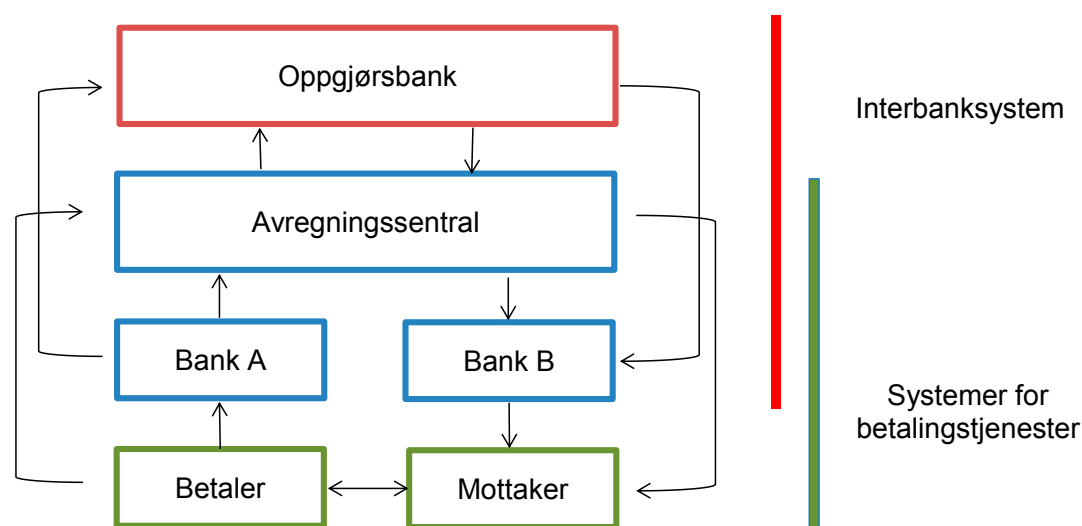 Oppgjørsbank
Interbanksystem
Avregningssentral
Bank A
Bank B
Systemer for
betalingstjenester
Betaler
Mottaker